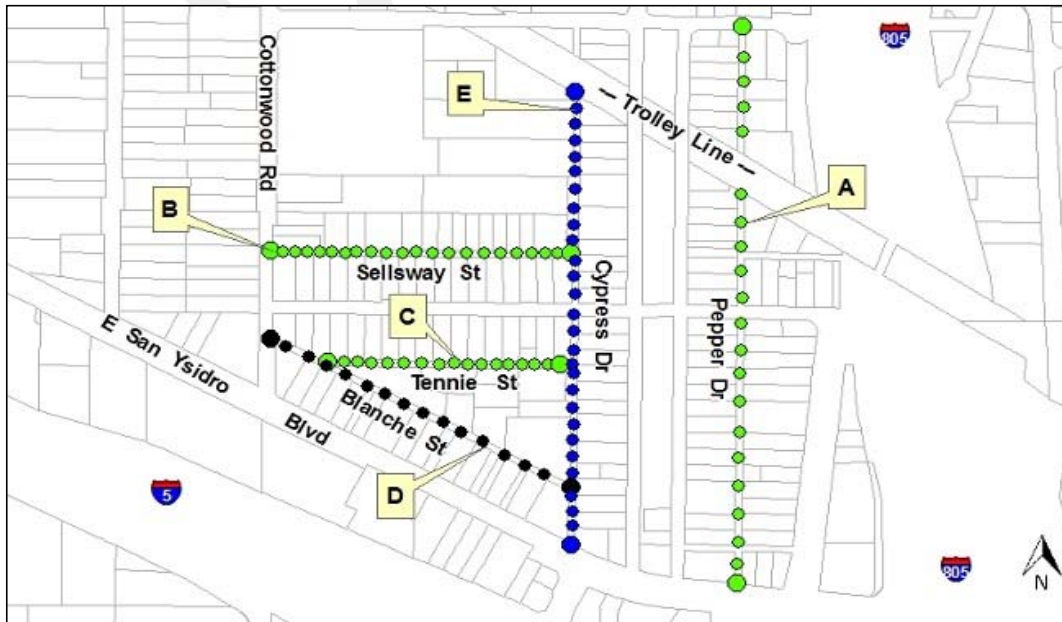 805
Cottonwood Rd
E
— Trolley Line —
A
B
Sellsway St
Cypress Dr
Pepper Dr
C
E San Ysidro Blvd
Tennie St
Blanche St
D
5
805
N